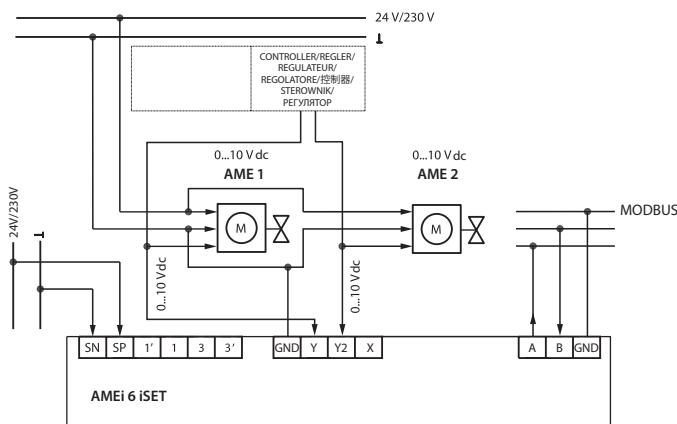 24 V/230 V
⊥
CONTROLLER/REGLER/
REGULATEUR/
REGOLATORE/控制器/
STEROWNIK/
РЕГУЛЯТОР
0...10 V dc
AME 1
0...10 V dc
AME 2
M
M
MODBUS
24V/230V
⊥
0...10 V dc
0...10 V dc
SN SP 1' 1 3 3' GND Y Y2 X A B GND
AMEi 6 iSET